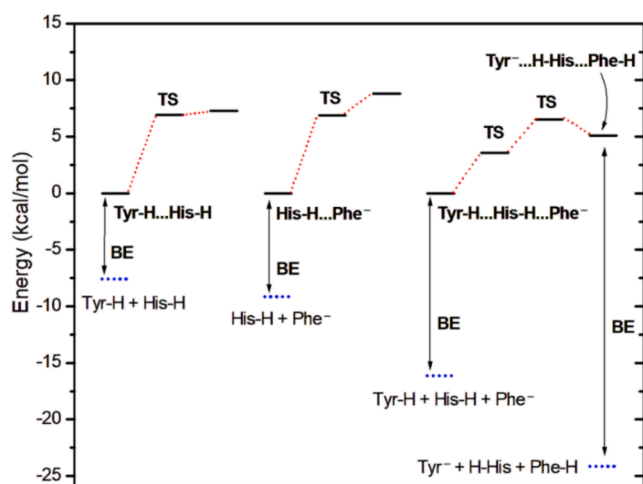 15
10
5
0
-5
-10
-15
-20
-25
Energy (kcal/mol)
TS
Tyr-H...His-H
BE
Tyr-H + His-H
TS
His-H...Phe⁻
BE
His-H + Phe⁻
Tyr⁻...H-His...Phe-H
TS
TS
Tyr-H...His-H...Phe⁻
BE
Tyr-H + His-H + Phe⁻
BE
Tyr⁻ + H-His + Phe-H